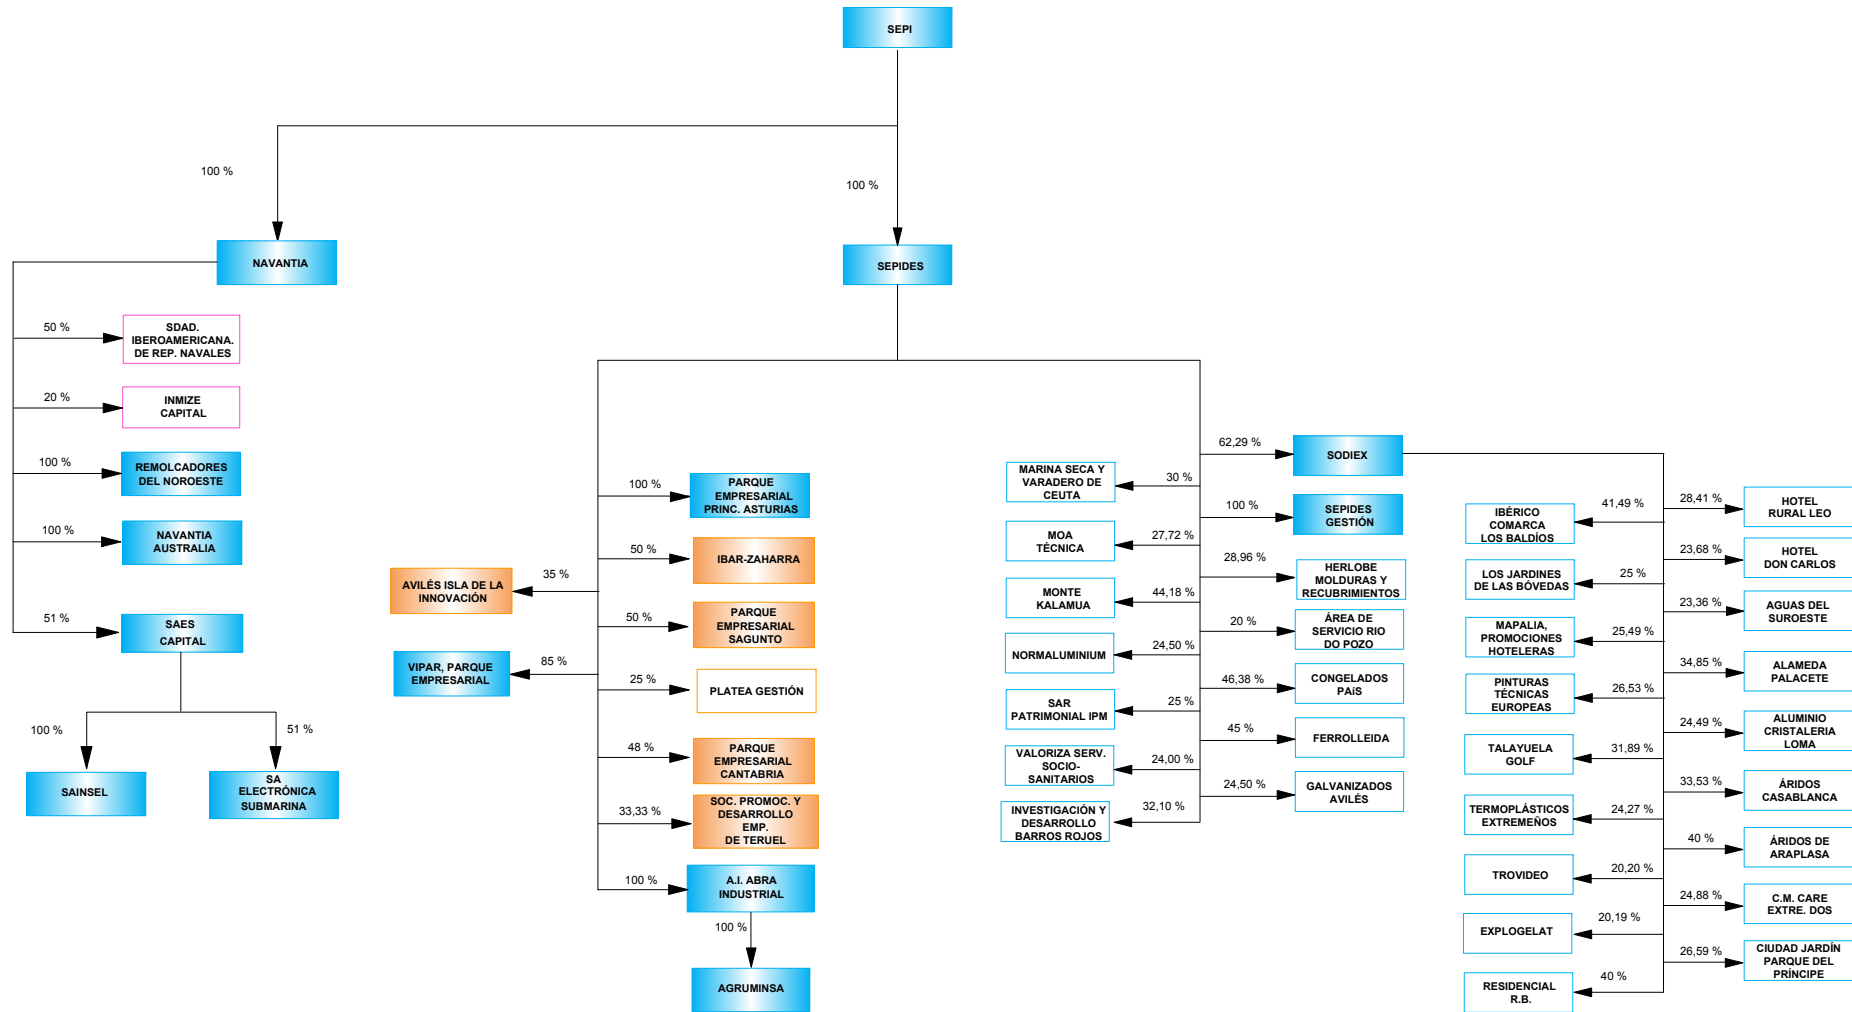 SEPI
100 %
100 %
NAVANTIA
SEPIDES
50 %
SDAD.
IBEROAMERICANA.
DE REP. NAVALES
20 %
INMIZE
CAPITAL
100 %
REMOLCADORES
DEL NOROESTE
100 %
NAVANTIA
AUSTRALIA
51 %
SAES
CAPITAL
100 %
51 %
SAINSEL
SA
ELECTRÓNICA
SUBMARINA
35 %
AVILÉS ISLA DE LA
INNOVACIÓN
85 %
VIPAR, PARQUE
EMPRESARIAL
100 %
PARQUE
EMPRESARIAL
PRINC. ASTURIAS
50 %
IBAR-ZAHARRA
50 %
PARQUE
EMPRESARIAL
SAGUNTO
25 %
PLATEA GESTIÓN
48 %
PARQUE
EMPRESARIAL
CANTABRIA
33,33 %
SOC. PROMOC. Y
DESARROLLO
EMP.
DE TERUEL
100 %
A.I. ABRA
INDUSTRIAL
100 %
AGRUMINSA
MARINA SECA Y
VARADERO DE
CEUTA
30 %
MOA
TÉCNICA
27,72 %
MONTE
KALAMUA
44,18 %
NORMALUMINIUM
24,50 %
SAR
PATRIMONIAL IPM
25 %
VALORIZA SERV.
SOCIO-
SANITARIOS
24,00 %
INVESTIGACIÓN Y
DESARROLLO
BARROS ROJOS
32,10 %
62,29 %
SODIEX
100 %
SEPIDES
GESTIÓN
28,96 %
HERLOBE
MOLDURAS Y
RECUBRIMIENTOS
20 %
ÁREA DE
SERVICIO RIO
DO POZO
46,38 %
CONGELADOS
PAíS
45 %
FERROLLEIDA
24,50 %
GALVANIZADOS
AVILÉS
IBÉRICO
COMARCA
LOS BALDÍOS
41,49 %
LOS JARDINES
DE LAS BÓVEDAS
25 %
MAPALIA,
PROMOCIONES
HOTELERAS
25,49 %
PINTURAS
TÉCNICAS
EUROPEAS
26,53 %
TALAYUELA
GOLF
31,89 %
TERMOPLÁSTICOS
EXTREMEÑOS
24,27 %
TROVIDEO
20,20 %
EXPLOGELAT
20,19 %
RESIDENCIAL
R.B.
40 %
28,41 %
HOTEL
RURAL LEO
23,68 %
HOTEL
DON CARLOS
23,36 %
AGUAS DEL
SUROESTE
34,85 %
ALAMEDA
PALACETE
24,49 %
ALUMINIO
CRISTALERIA
LOMA
33,53 %
ÁRIDOS
CASABLANCA
40 %
ÁRIDOS DE
ARAPLASA
24,88 %
C.M. CARE
EXTRE. DOS
26,59 %
CIUDAD JARDÍN
PARQUE DEL
PRÍNCIPE